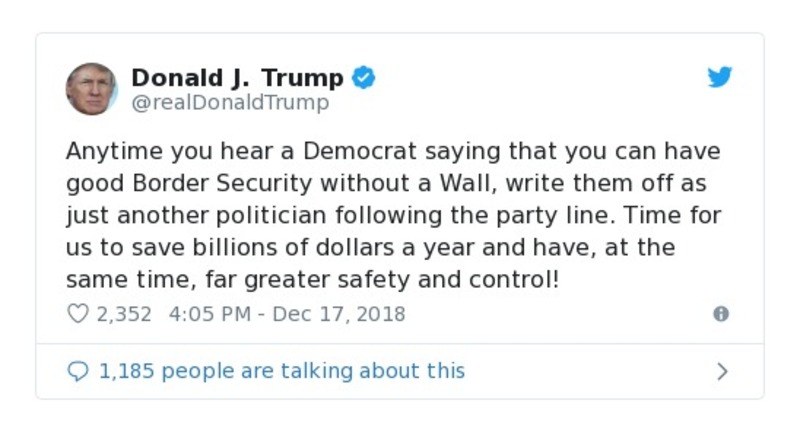 Donald J. Trump
@realDonaldTrump
Anytime you hear a Democrat saying that you can have
good Border Security without a Wall, write them off as
just another politician following the party line. Time for
us to save billions of dollars a year and have, at the
same time, far greater safety and control!
2,352 4:05 PM - Dec 17, 2018
1,185 people are talking about this